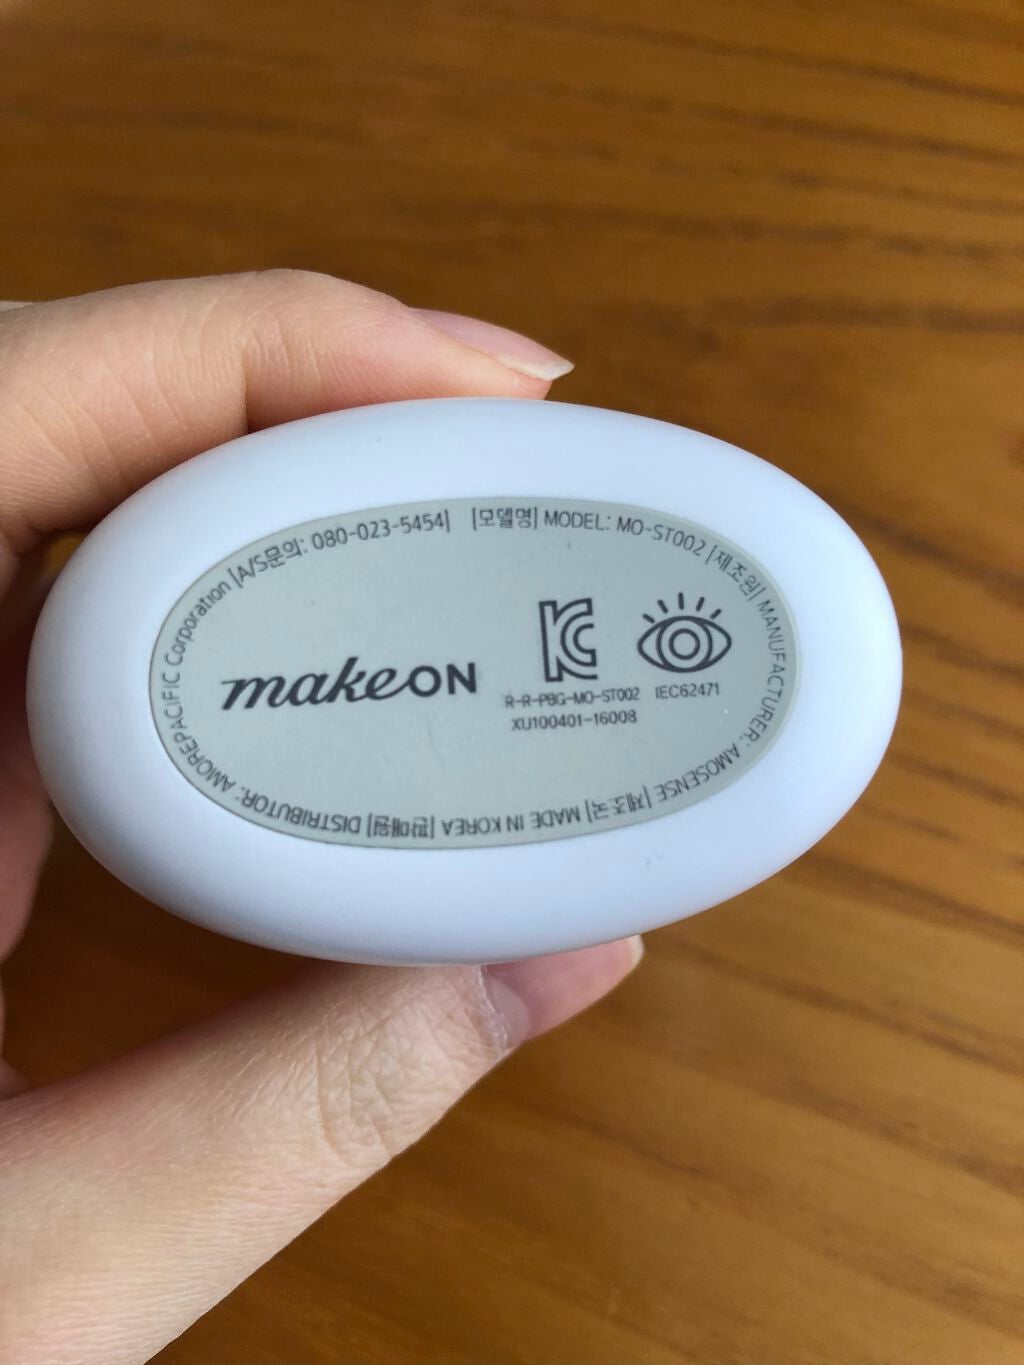 [A/S문의: 080-023-5454] [모델명] MODEL: MO-ST002 [제조원] MANUFACTURER: AMOSENSE [제조국] MADE IN KOREA [판매원] DISTRIBUTOR: AMOREPACIFIC Corporation
makeON
R-R-PBG-MO-ST002
XU100401-16008
IEC62471